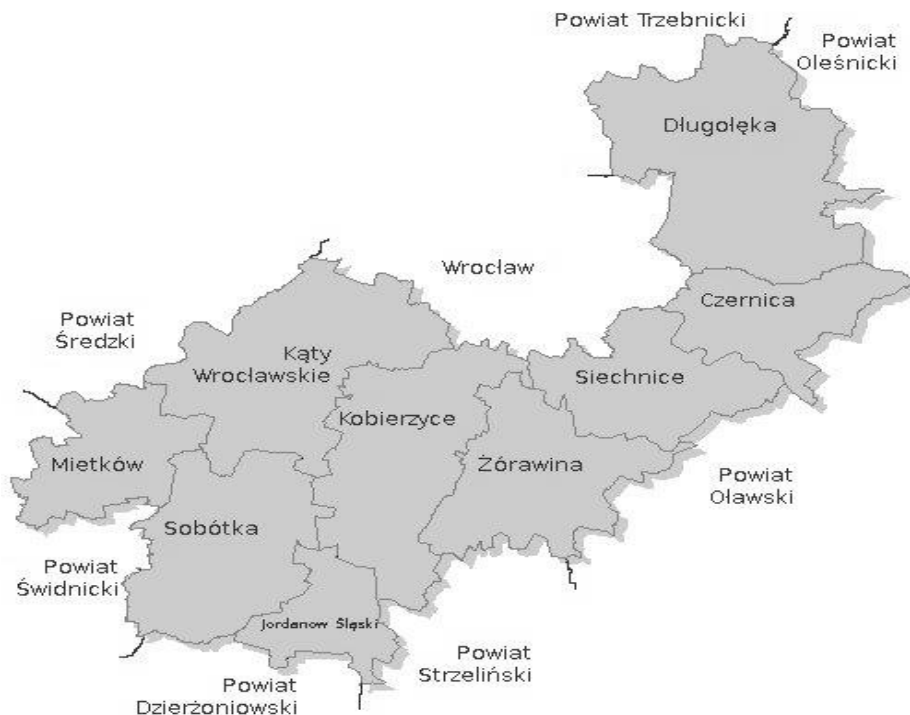 Powiat Trzebnicki
Powiat
Oleśnicki
Długołęka
Wrocław
Czernica
Powiat
Średzki
Kąty
Wrocławskie
Siechnice
Kobierzyce
Mietków
Żórawina
Powiat
Oławski
Sobótka
Powiat
Świdnicki
Jordanow Śląski
Powiat
Strzeliński
Powiat
Dzierżoniowski